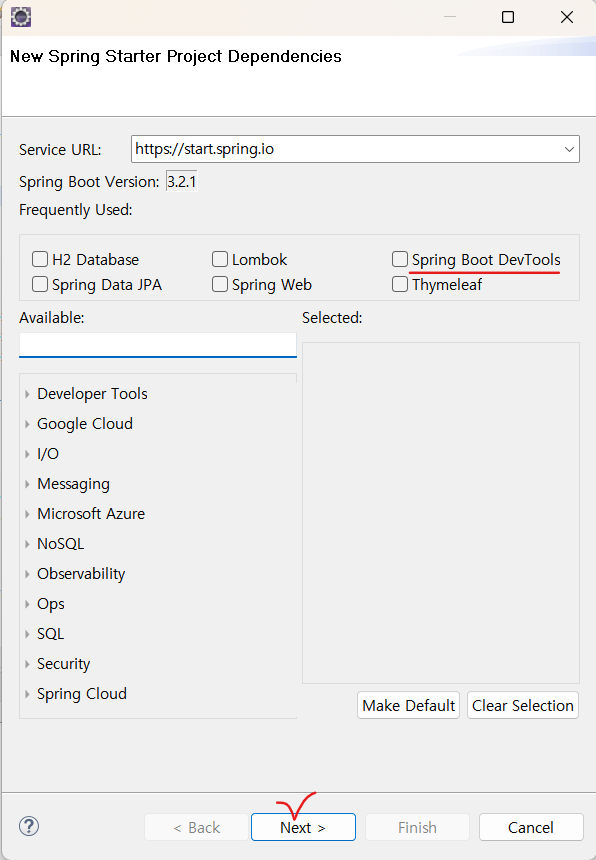 New Spring Starter Project Dependencies
Service URL: https://start.spring.io
Spring Boot Version: 3.2.1
Frequently Used:
H2 Database Lombok Spring Boot DevTools
Spring Data JPA Spring Web Thymeleaf
Available: Selected:
Developer Tools
Google Cloud
I/O
Messaging
Microsoft Azure
NoSQL
Observability
Ops
SQL
Security
Spring Cloud
Make Default Clear Selection
? < Back Next > Finish Cancel